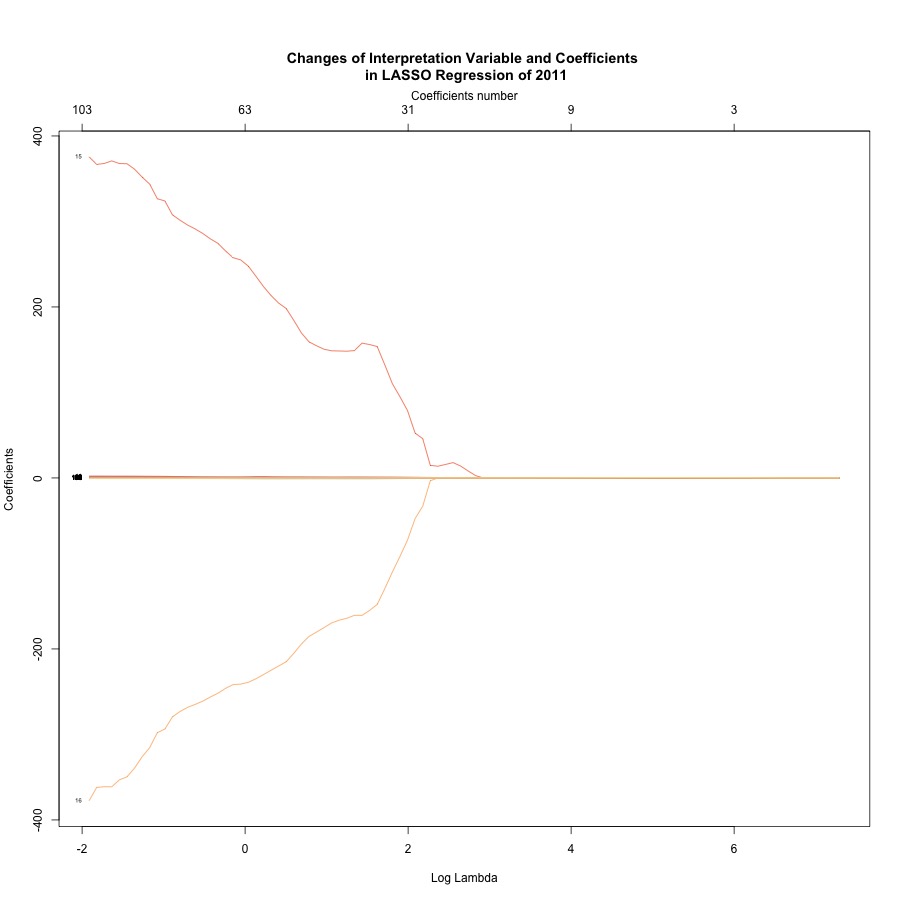 Changes of Interpretation Variable and Coefficients
in LASSO Regression of 2011
Coefficients number
103 63 31 9 3
400
15
200
Coefficients
0
-200
16
-400
-2 0 2 4 6
Log Lambda